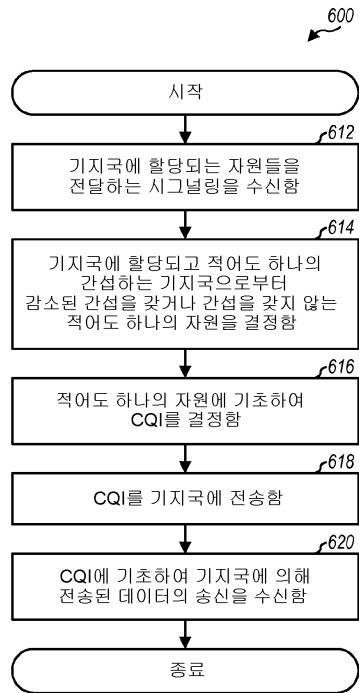 600
시작
612
기지국에 할당되는 자원들을
전달하는 시그널링을 수신함
614
기지국에 할당되고 적어도 하나의
간섭하는 기지국으로부터
감소된 간섭을 갖거나 간섭을 갖지 않는
적어도 하나의 자원을 결정함
616
적어도 하나의 자원에 기초하여
CQI를 결정함
618
CQI를 기지국에 전송함
620
CQI에 기초하여 기지국에 의해
전송된 데이터의 송신을 수신함
종료